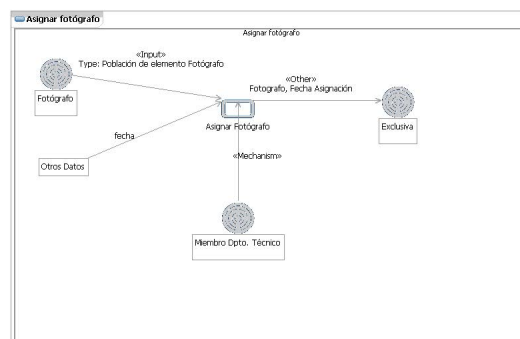 Asignar fotógrafo
Asignar fotógrafo
«Input»
Type: Población de elemento Fotógrafo
«Other»
Fotografo, Fecha Asignación
Fotógrafo
Asignar Fotógrafo
Exclusiva
fecha
Otros Datos
«Mechanism»
Miembro Dpto. Técnico